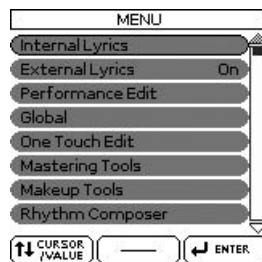 MENU
Internal Lyrics
External Lyrics On
Performance Edit
Global
One Touch Edit
Mastering Tools
Makeup Tools
Rhythm Composer
CURSOR /VALUE ENTER